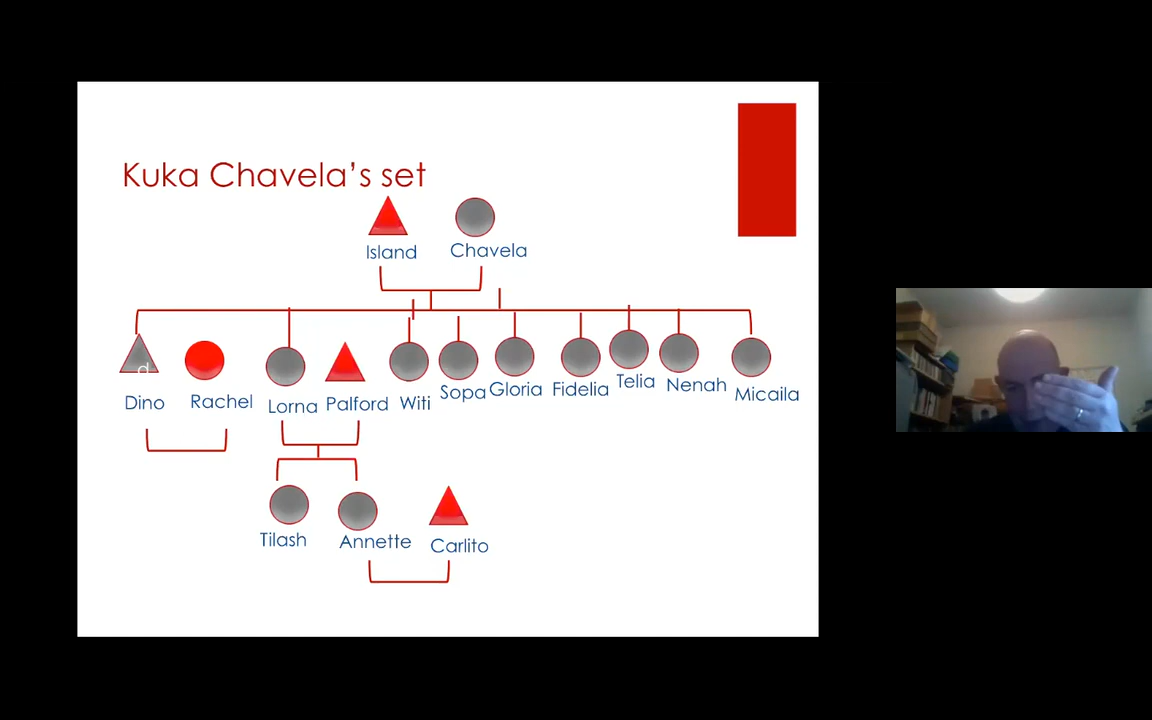 Kuka Chavela's set
Island Chavela
d
Dino Rachel Lorna Palford Witi Sopa Gloria Fidelia Telia Nenah Micaila
Tilash Annette Carlito